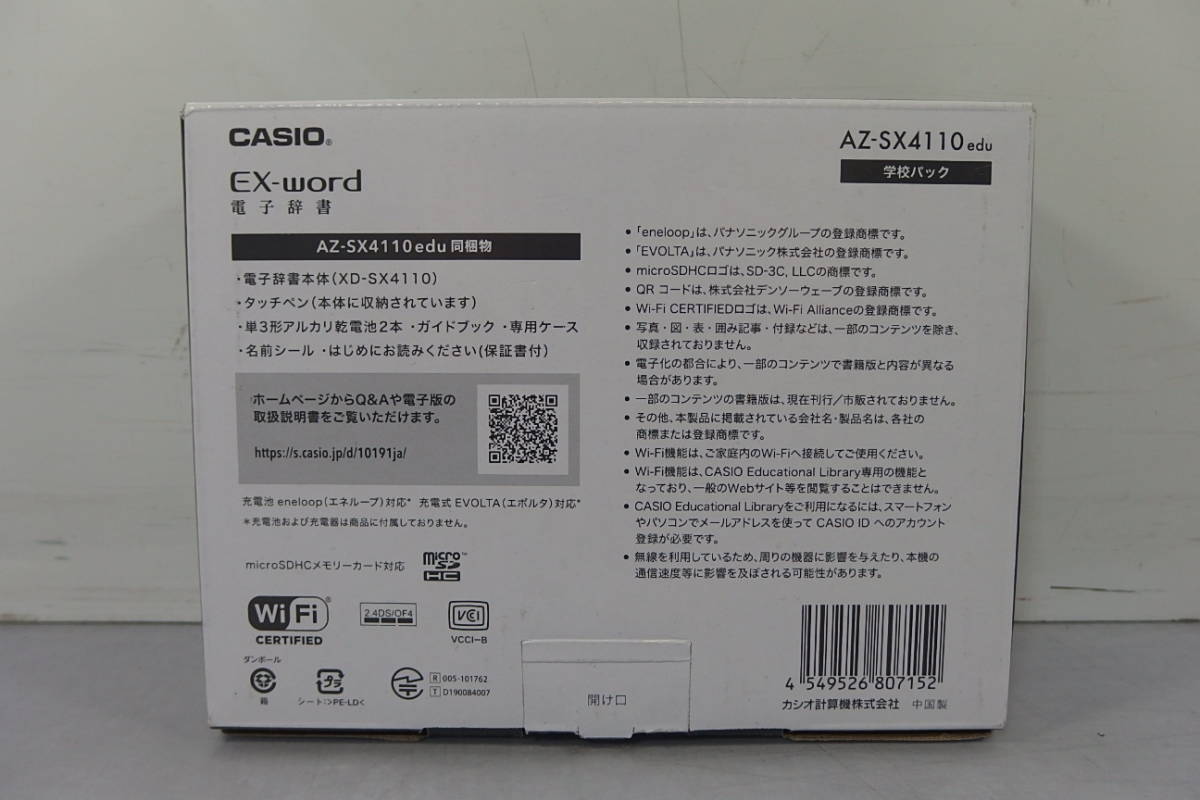 CASIO®
EX-word
電子辞書
AZ-SX4110 edu
学校パック
AZ-SX4110edu 同梱物
・電子辞書本体(XD-SX4110)
・タッチペン(本体に収納されています)
・単3形アルカリ乾電池2本 ・ガイドブック ・専用ケース
・名前シール ・はじめにお読みください(保証書付)
ホームページからQ&Aや電子版の
取扱説明書をご覧いただけます。
https://s.casio.jp/d/10191ja/
充電池 eneloop(エネループ)対応* 充電式 EVOLTA(エボルタ)対応*
*充電池および充電器は商品に付属しておりません。
microSDHCメモリーカード対応
micro SD HC™
Wi Fi®
CERTIFIED
2.4DS/OF4
VCCI
VCCI-B
ダンボール
箱
プラ
シート:>PE-LD<
R 005-101762
T D190084007
• 「eneloop」は、パナソニックグループの登録商標です。
• 「EVOLTA」は、パナソニック株式会社の登録商標です。
• microSDHCロゴは、SD-3C, LLCの商標です。
• QR コードは、株式会社デンソーウェーブの登録商標です。
• Wi-Fi CERTIFIEDロゴは、Wi-Fi Allianceの登録商標です。
• 写真・図・表・囲み記事・付録などは、一部のコンテンツを除き、
収録されておりません。
• 電子化の都合により、一部のコンテンツで書籍版と内容が異なる
場合があります。
• 一部のコンテンツの書籍版は、現在刊行/市販されておりません。
• その他、本製品に掲載されている会社名・製品名は、各社の
商標または登録商標です。
• Wi-Fi機能は、ご家庭内のWi-Fiへ接続してご使用ください。
• Wi-Fi機能は、CASIO Educational Library専用の機能と
なっており、一般のWebサイト等を閲覧することはできません。
• CASIO Educational Libraryをご利用になるには、スマートフォン
やパソコンでメールアドレスを使って CASIO ID へのアカウント
登録が必要です。
• 無線を利用しているため、周りの機器に影響を与えたり、本機の
通信速度等に影響を及ぼされる可能性があります。
4 549526 807152
カシオ計算機株式会社 中国製
開け口